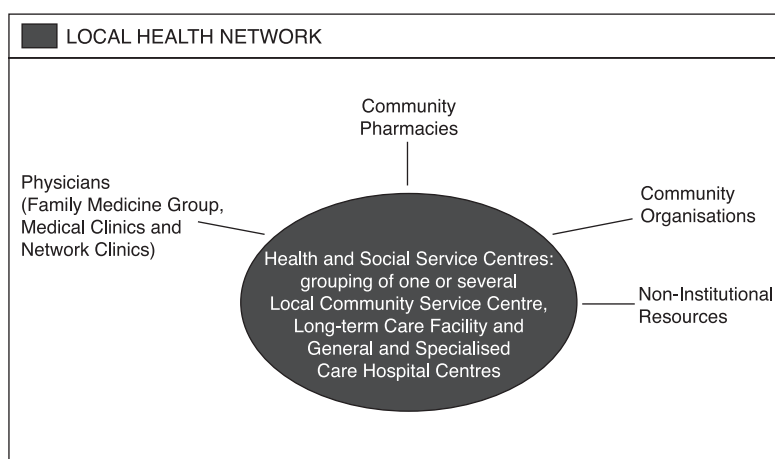 LOCAL HEALTH NETWORK
Community
Pharmacies
Physicians
(Family Medicine Group,
Medical Clinics and
Network Clinics)
Community
Organisations
Health and Social Service Centres:
grouping of one or several
Local Community Service Centre,
Long-term Care Facility and
General and Specialised
Care Hospital Centres
Non-Institutional
Resources